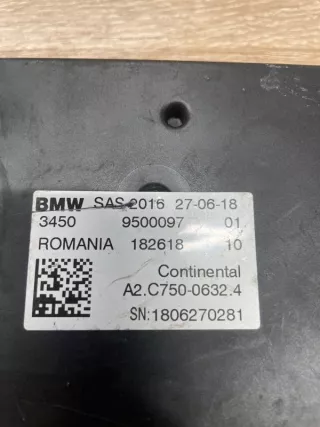 BMW SAS 2016 27-06-18
3450 9500097 01
ROMANIA 182618 10
Continental
A2.C750-0632.4
SN:1806270281